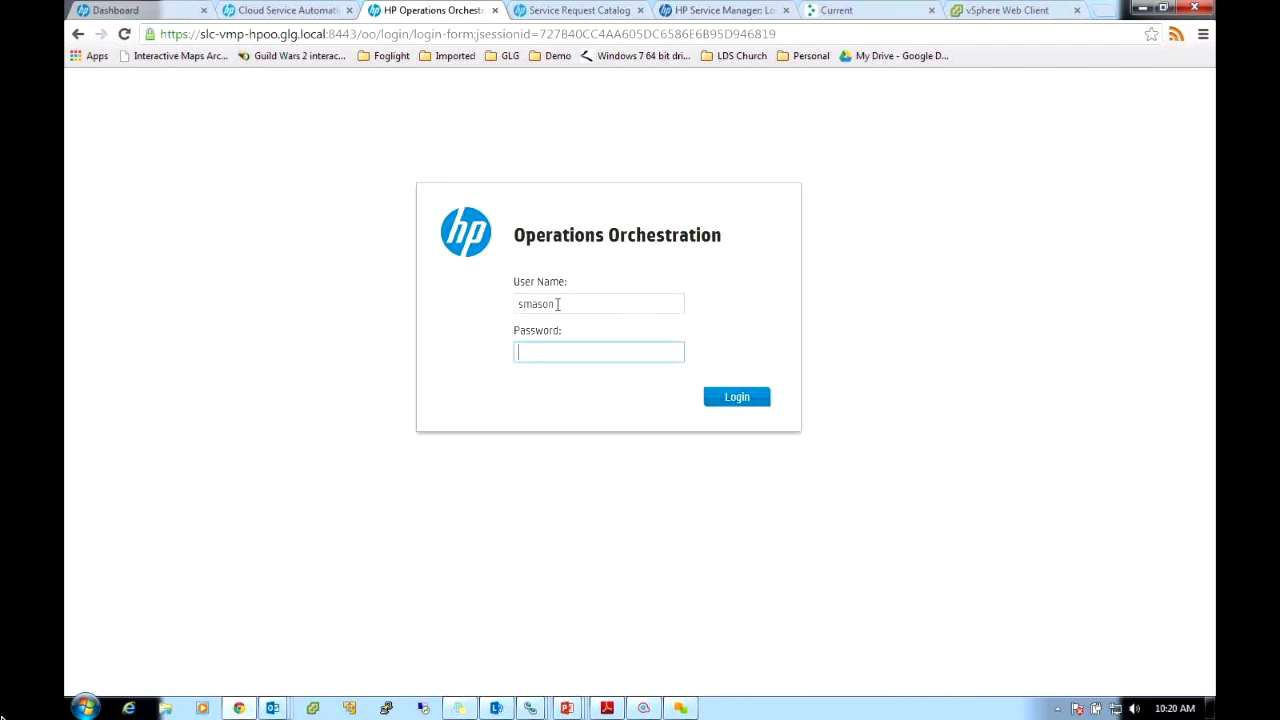 Dashboard
Cloud Service Automati
HP Operations Orchestr
Service Request Catalog
HP Service Manager: Lo
Current
vSphere Web Client
https://slc-vmp-hpoo.glg.local:8443/oo/login/login-form;jsessionid=727B40CC4AA605DC6586E6B95D946819
Apps
Interactive Maps Arc...
Guild Wars 2 interac...
Foglight
Imported
GLG
Demo
Windows 7 64 bit dri...
LDS Church
Personal
My Drive - Google D...
hp
Operations Orchestration
User Name:
smason
Password:
Login
10:20 AM